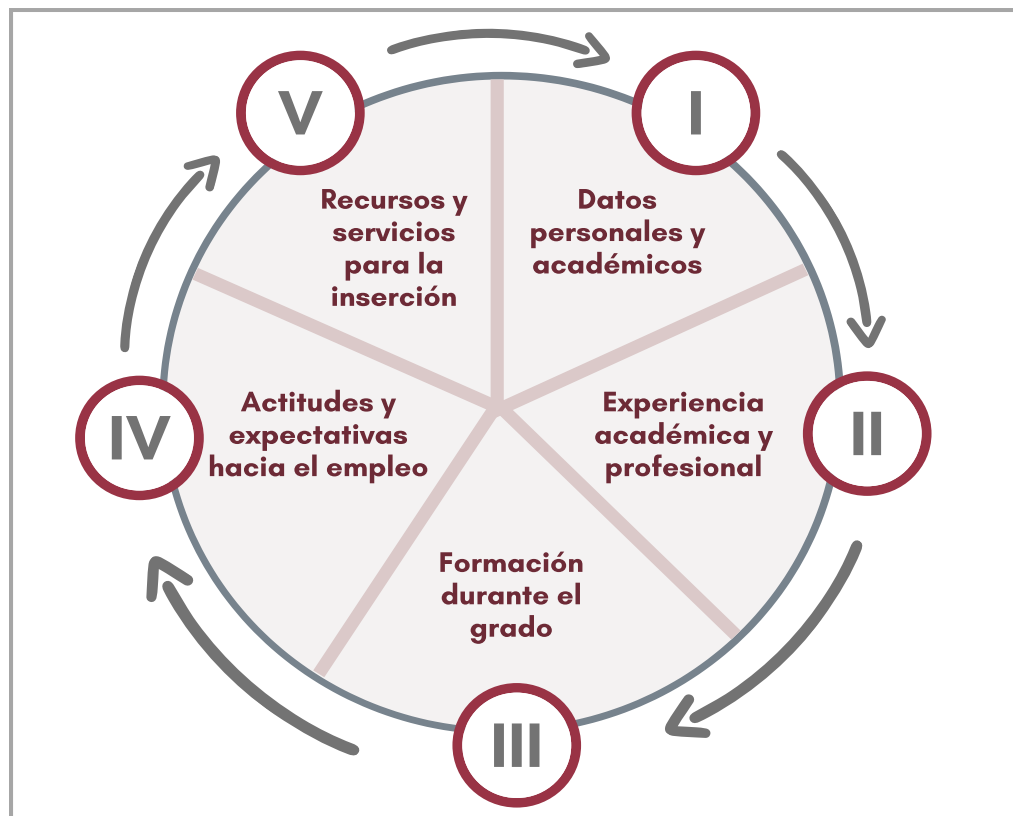 I
Datos
personales y
académicos
II
Experiencia
académica y
profesional
III
Formación
durante el
grado
IV
Actitudes y
expectativas
hacia el empleo
V
Recursos y
servicios
para la
inserción